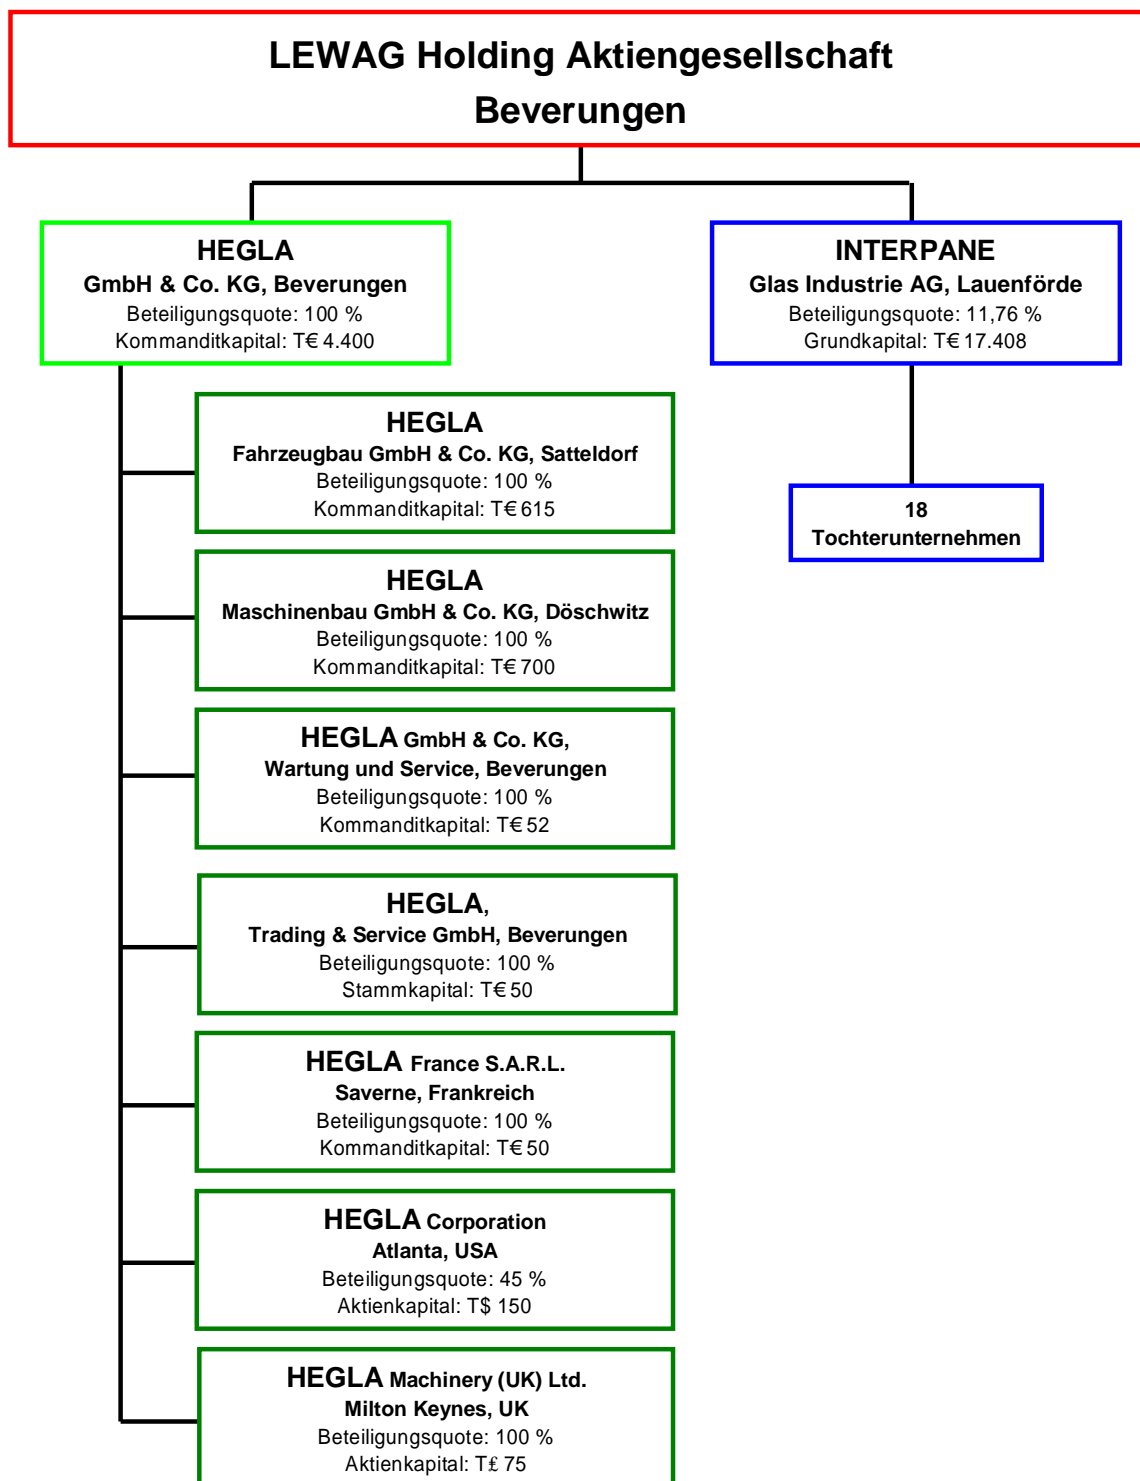 LEWAG Holding Aktiengesellschaft
Beverungen
HEGLA
GmbH & Co. KG, Beverungen
Beteiligungsquote: 100 %
Kommanditkapital: T€ 4.400
INTERPANE
Glas Industrie AG, Lauenförde
Beteiligungsquote: 11,76 %
Grundkapital: T€ 17.408
HEGLA
Fahrzeugbau GmbH & Co. KG, Satteldorf
Beteiligungsquote: 100 %
Kommanditkapital: T€ 615
18
Tochterunternehmen
HEGLA
Maschinenbau GmbH & Co. KG, Döschwitz
Beteiligungsquote: 100 %
Kommanditkapital: T€ 700
HEGLA GmbH & Co. KG,
Wartung und Service, Beverungen
Beteiligungsquote: 100 %
Kommanditkapital: T€ 52
HEGLA,
Trading & Service GmbH, Beverungen
Beteiligungsquote: 100 %
Stammkapital: T€ 50
HEGLA France S.A.R.L.
Saverne, Frankreich
Beteiligungsquote: 100 %
Kommanditkapital: T€ 50
HEGLA Corporation
Atlanta, USA
Beteiligungsquote: 45 %
Aktienkapital: T$ 150
HEGLA Machinery (UK) Ltd.
Milton Keynes, UK
Beteiligungsquote: 100 %
Aktienkapital: T£ 75